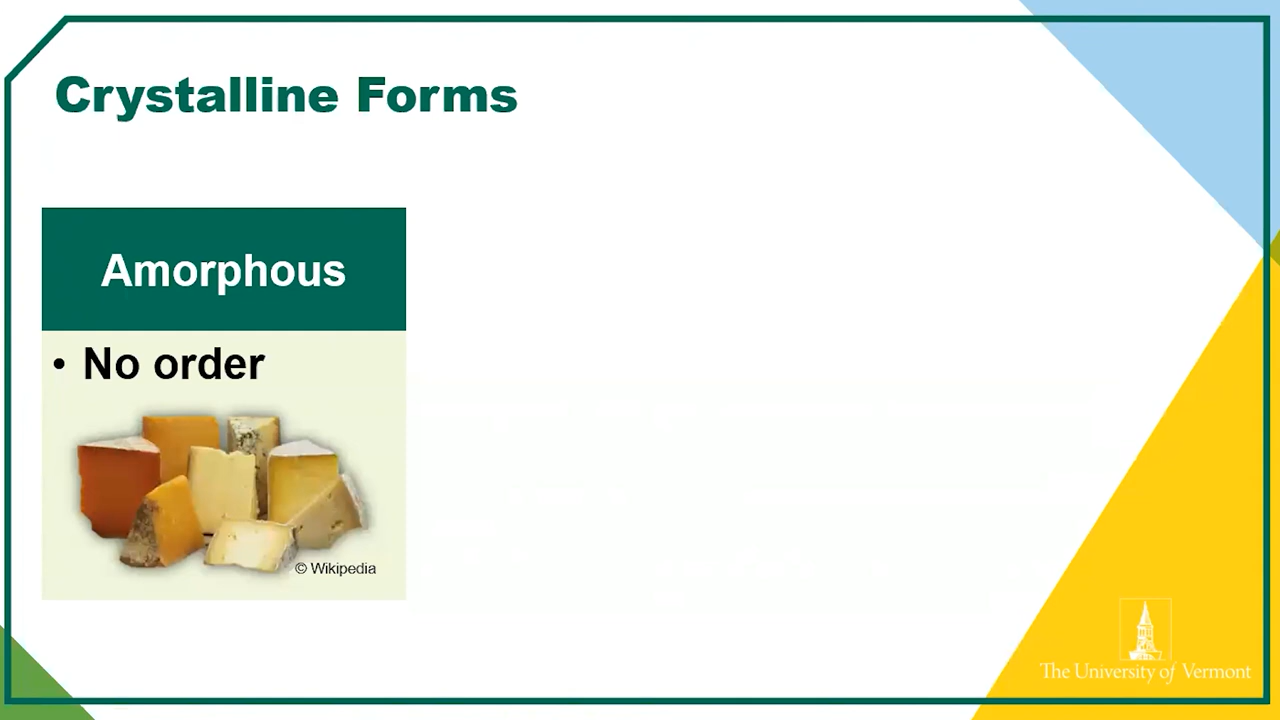 Crystalline Forms
Amorphous
• No order
© Wikipedia
The University of Vermont